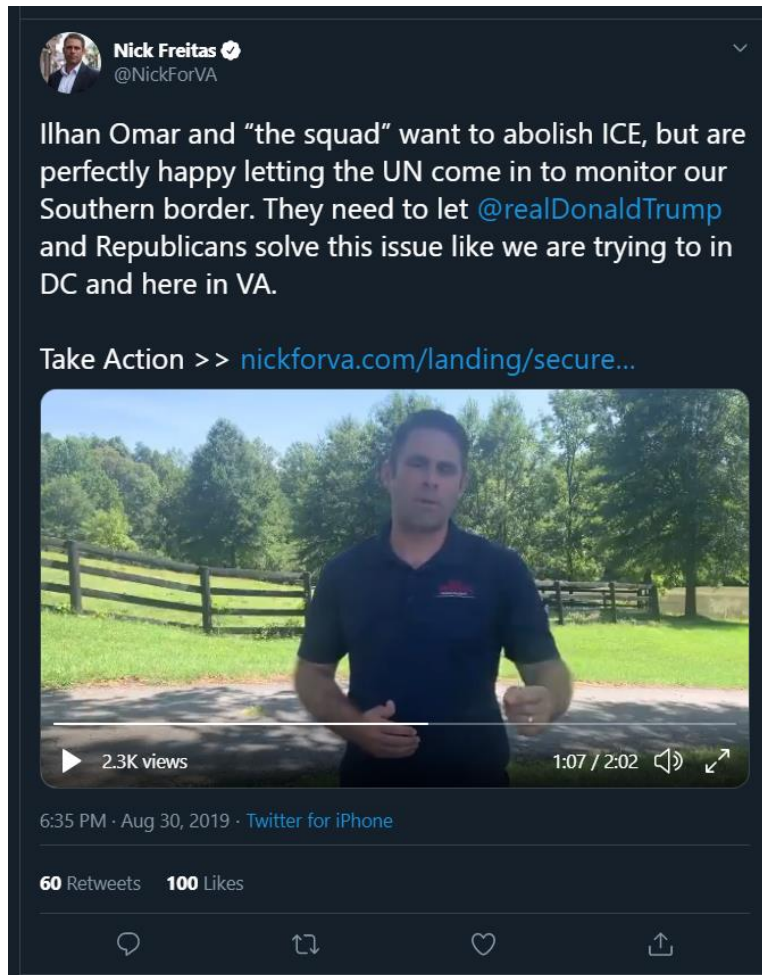 Nick Freitas
@NickForVA
Ilhan Omar and “the squad” want to abolish ICE, but are
perfectly happy letting the UN come in to monitor our
Southern border. They need to let @realDonaldTrump
and Republicans solve this issue like we are trying to in
DC and here in VA.
Take Action >> nickforva.com/landing/secure...
2.3K views
1:07 / 2:02
6:35 PM · Aug 30, 2019 · Twitter for iPhone
60 Retweets 100 Likes